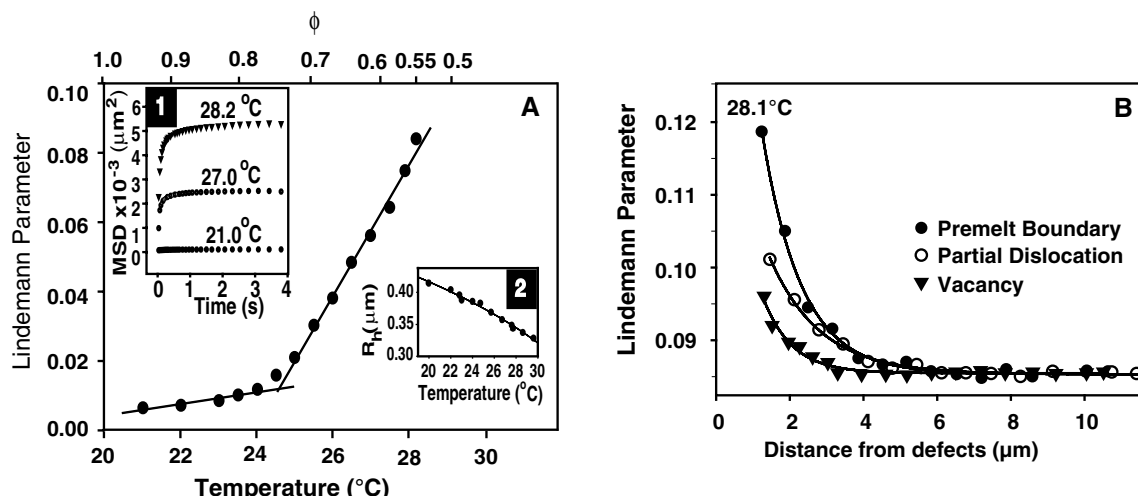 ϕ
1.0 0.9 0.8 0.7 0.6 0.55 0.5
A
Lindemann Parameter
0.10
0.08
0.06
0.04
0.02
0.00
20 22 24 26 28 30
Temperature (°C)
1
MSD x10⁻³ (μm²)
6
5
4
3
2
1
0
28.2 °C
27.0 °C
21.0 °C
0 1 2 3 4
Time (s)
2
R_h(μm)
0.40
0.35
0.30
20 22 24 26 28 30
Temperature (°C)
B
28.1°C
Lindemann Parameter
0.12
0.11
0.10
0.09
Premelt Boundary
Partial Dislocation
Vacancy
0 2 4 6 8 10
Distance from defects (μm)